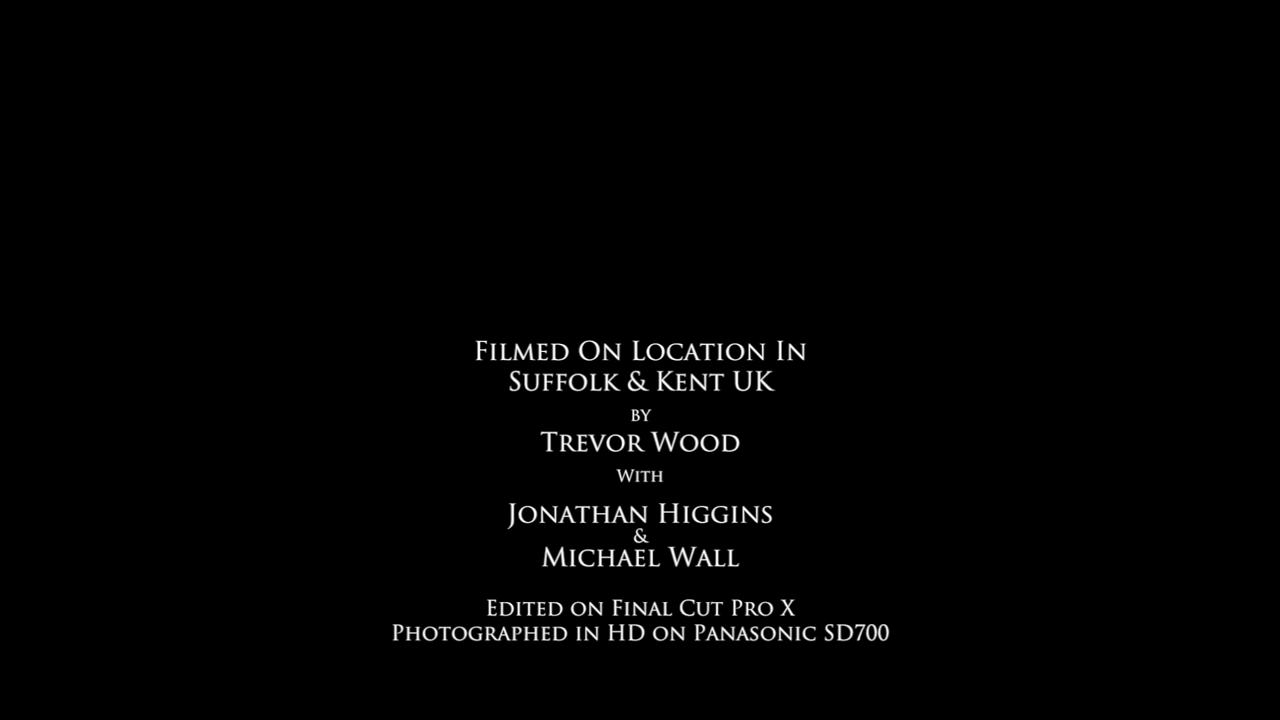 Filmed On Location In
Suffolk & Kent UK
by
Trevor Wood
With
Jonathan Higgins
&
Michael Wall
Edited on Final Cut Pro X
Photographed in HD on Panasonic SD700